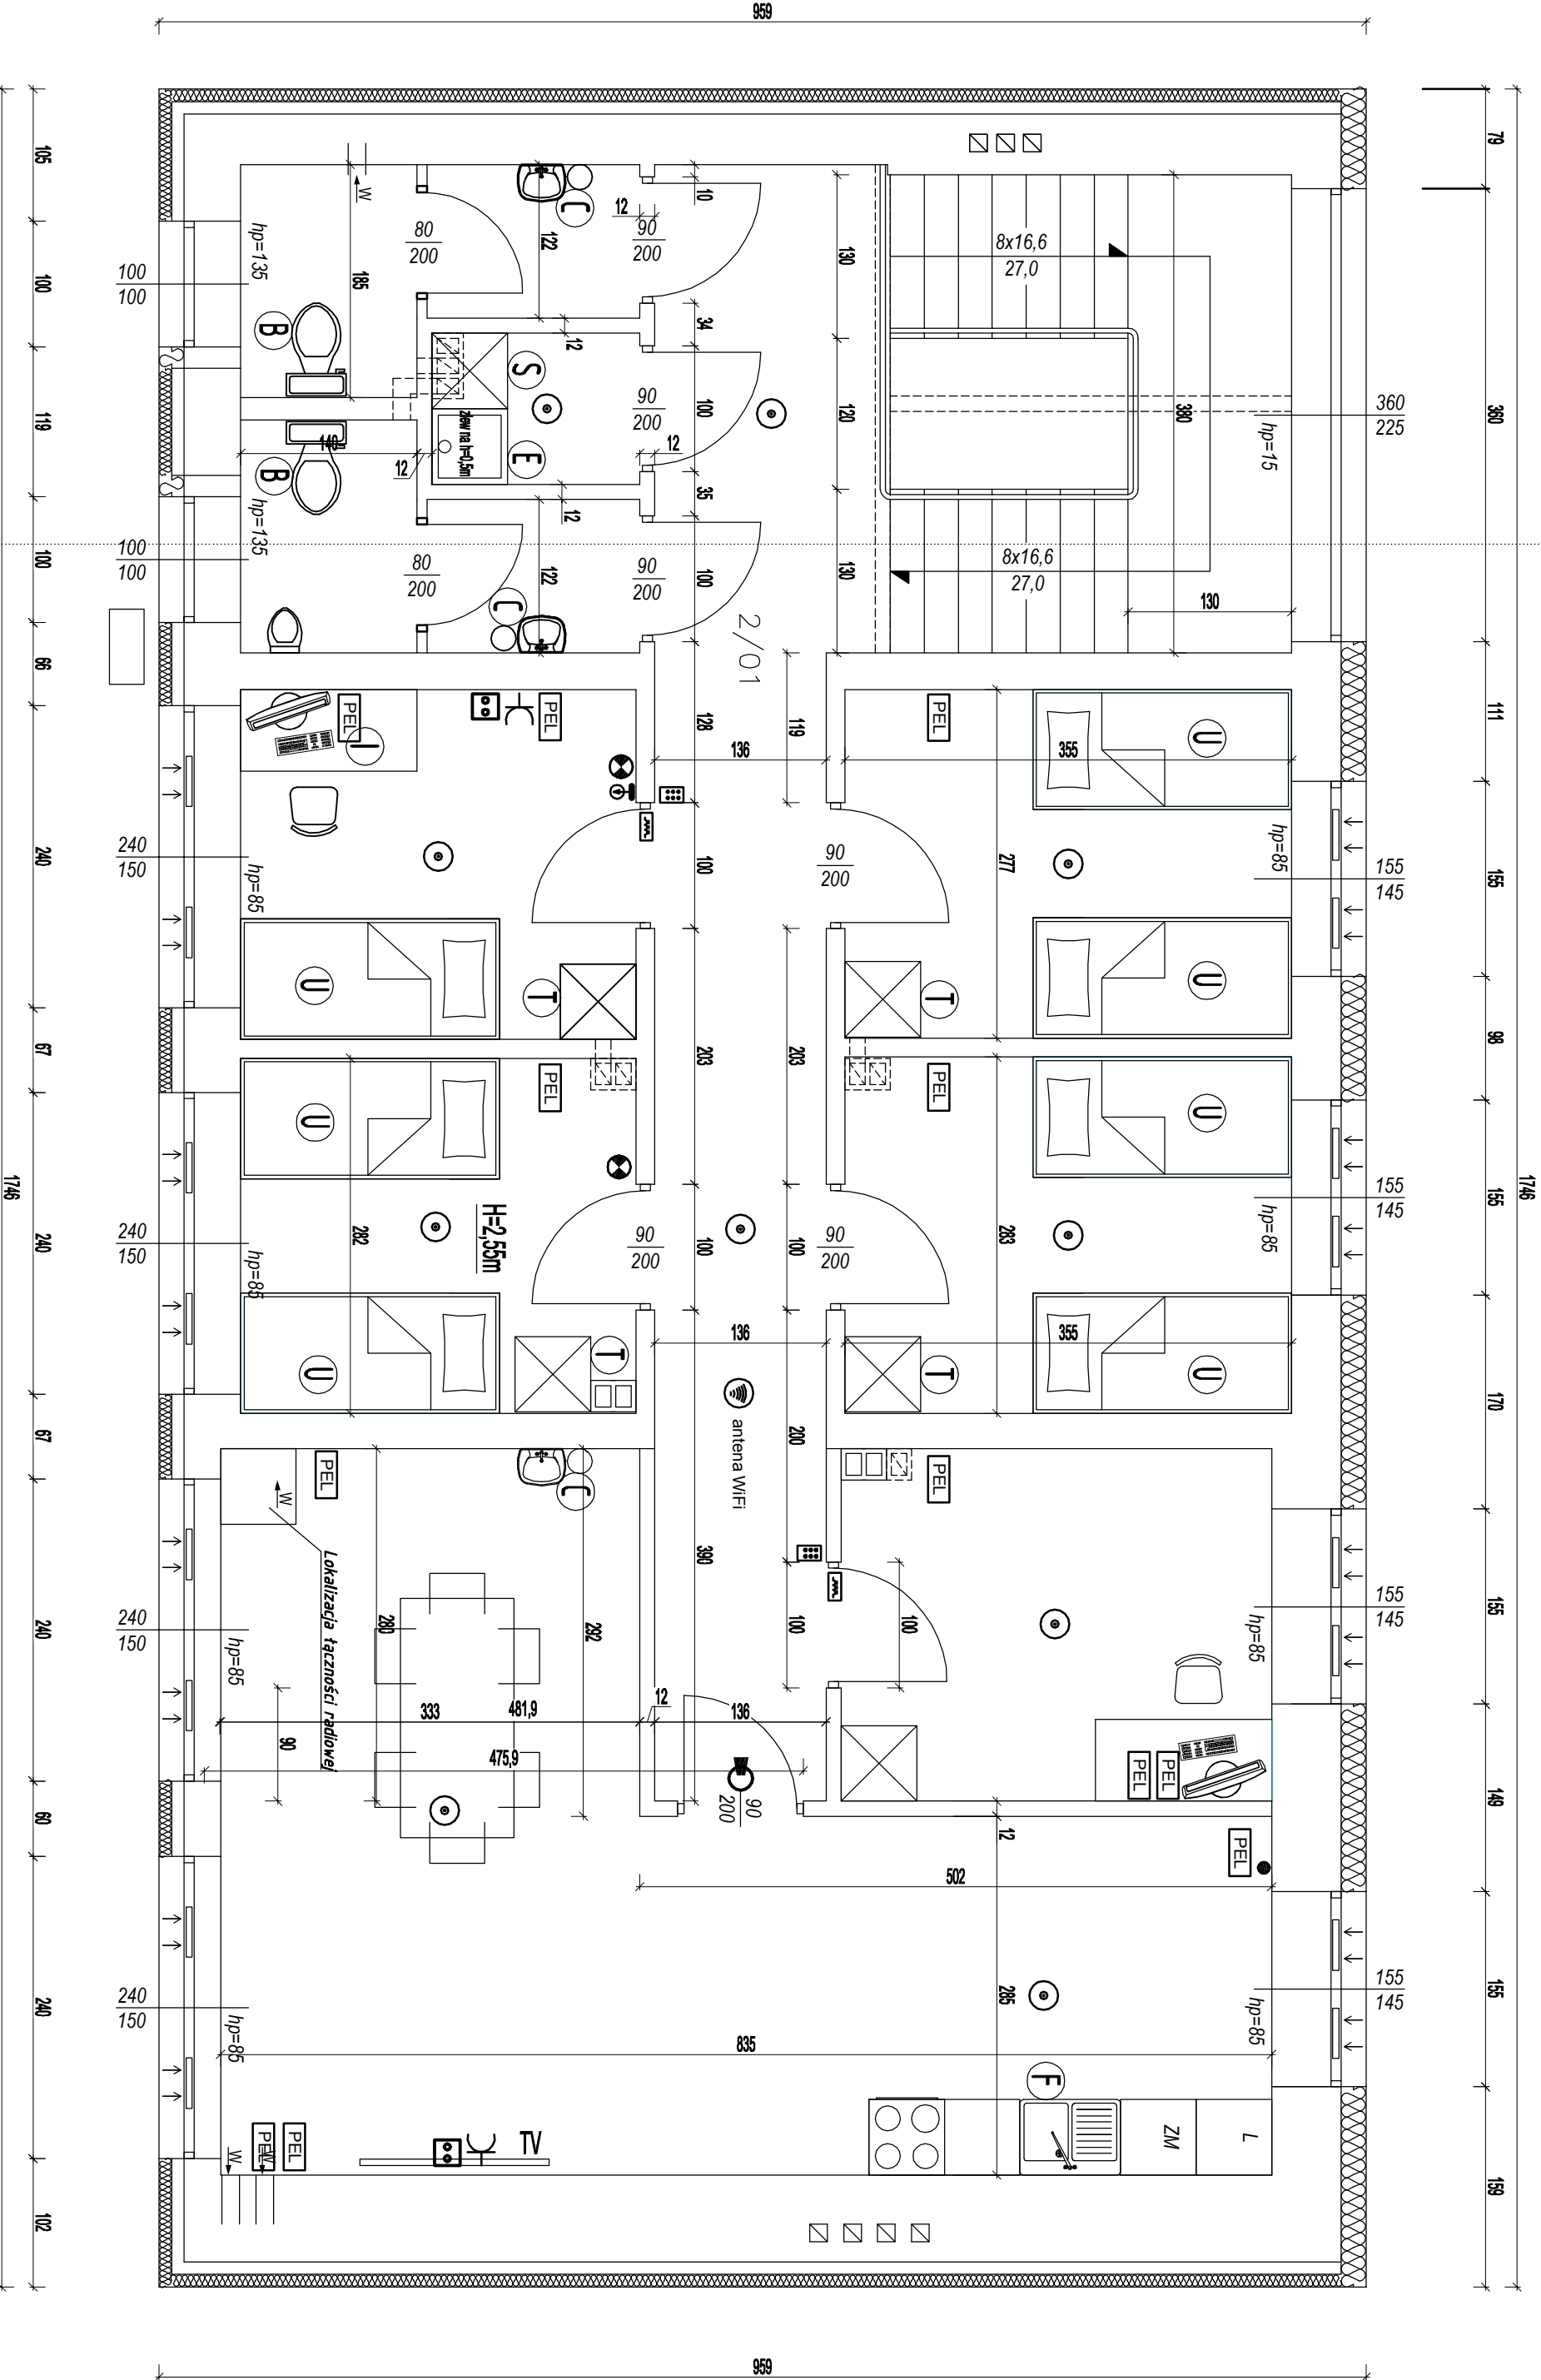 959
79
360
111
155
98
155
170
155
149
155
159
1746
105
100
119
100
66
240
67
240
67
240
60
240
102
1746
W
hp=135
185
100
100
B
80
200
122
C
12
90
200
10
130
34
12
8x16,6
27,0
380
360
225
hp=15
S
90
200
100
120
zlew na h=0,5m
E
140
12
B
12
35
12
hp=135
100
100
80
200
122
C
90
200
100
130
8x16,6
27,0
130
2/01
PEL
I
PEL
128
119
136
PEL
355
U
277
240
150
hp=85
100
90
200
hp=85
155
145
U
T
T
U
203
203
U
PEL
PEL
U
155
145
hp=85
240
150
hp=85
282
H=2,55m
90
200
100
100
90
200
283
136
355
U
T
T
U
antena WiFi
200
PEL
W
C
PEL
Lokalizacja łączności radiowej
280
292
390
100
100
155
145
hp=85
240
150
hp=85
90
333
481,9
12
136
475,9
90
200
PEL
PEL
PEL
12
502
285
155
145
hp=85
240
150
hp=85
835
F
PEL
PEL
W
W
TV
ZM
L
959